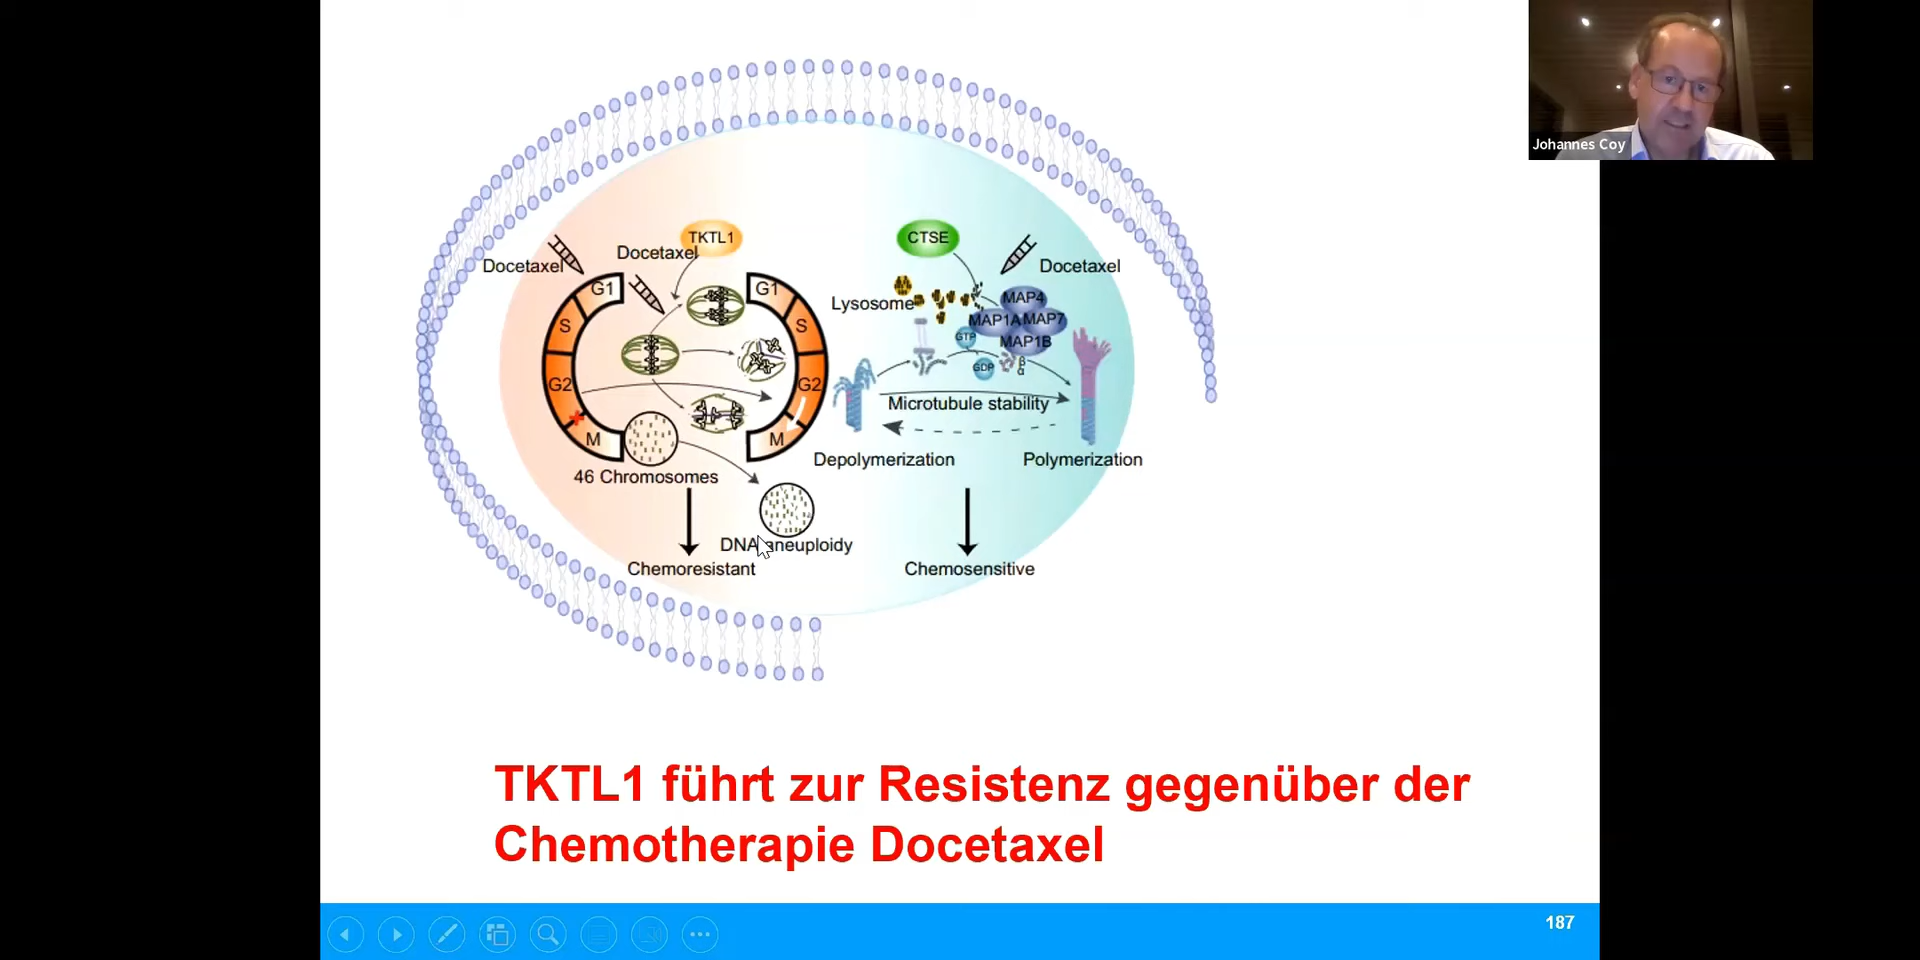 Johannes Coy
TKTL1
Docetaxel
Docetaxel
G1
S
G2
M
G1
S
G2
M
46 Chromosomes
DNA aneuploidy
Chemoresistant
CTSE
Docetaxel
Lysosome
MAP4
MAP1A MAP7
MAP1B
GTP
GDP
β
α
Microtubule stability
Depolymerization
Polymerization
Chemosensitive
TKTL1 führt zur Resistenz gegenüber der
Chemotherapie Docetaxel
187